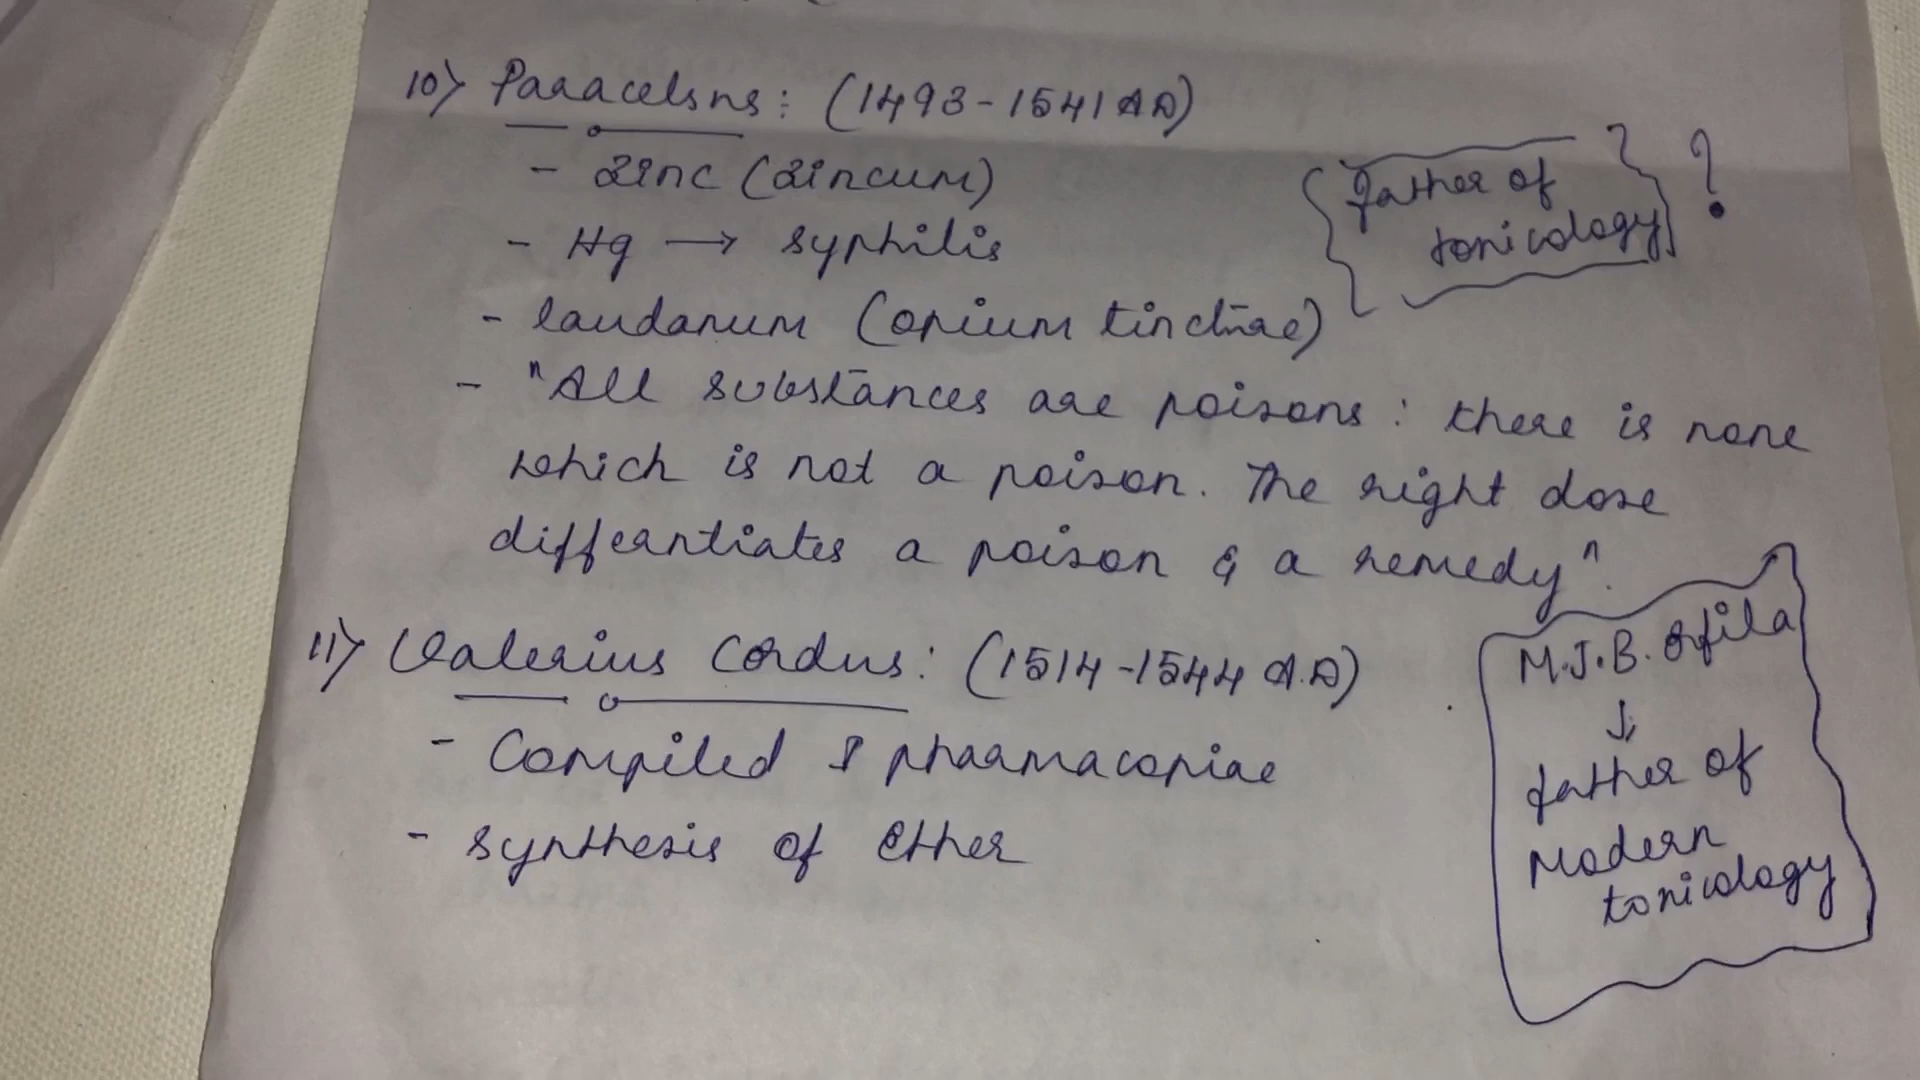 10) Paracelsus: (1493-1541 AD)
- Zinc (Zincum)
- Hg → syphilis
father of
toxicology
?
- laudanum (opium tincturae)
- "All substances are poisons: there is none
which is not a poison. The right dose
differntiates a poison & a remedy".
11) Valerius Cordus: (1514-1544 A.D)
- Compiled pharmacopiae
- synthesis of Ether
M.J.B. Orfila
↓
father of
Modern
toxicology